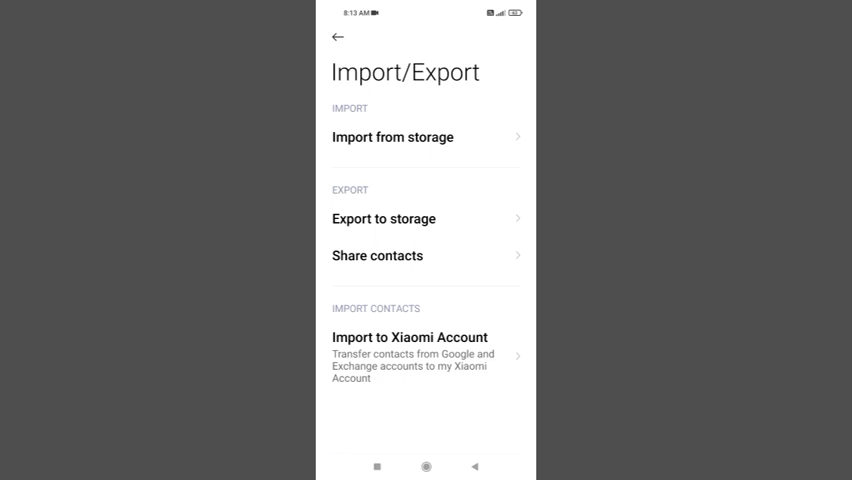 8:13 AM
Import/Export
IMPORT
Import from storage
EXPORT
Export to storage
Share contacts
IMPORT CONTACTS
Import to Xiaomi Account
Transfer contacts from Google and
Exchange accounts to my Xiaomi
Account